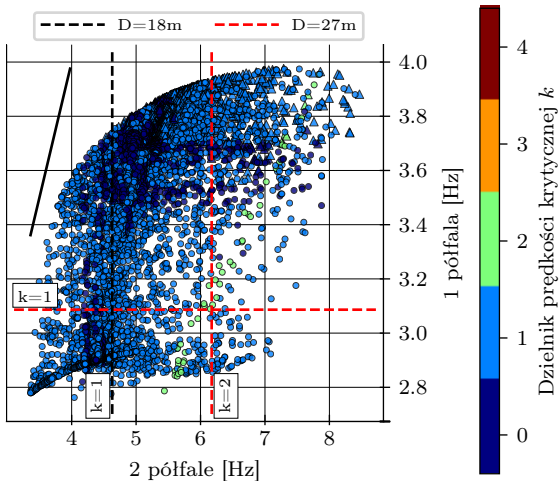 D=18m D=27m
4.0
3.8
3.6
3.4
3.2
3.0
2.8
1 półfala [Hz]
k=1
k=1
k=2
4 5 6 7 8
2 półfale [Hz]
4
3
2
1
0
Dzielnik prędkości krytycznej k